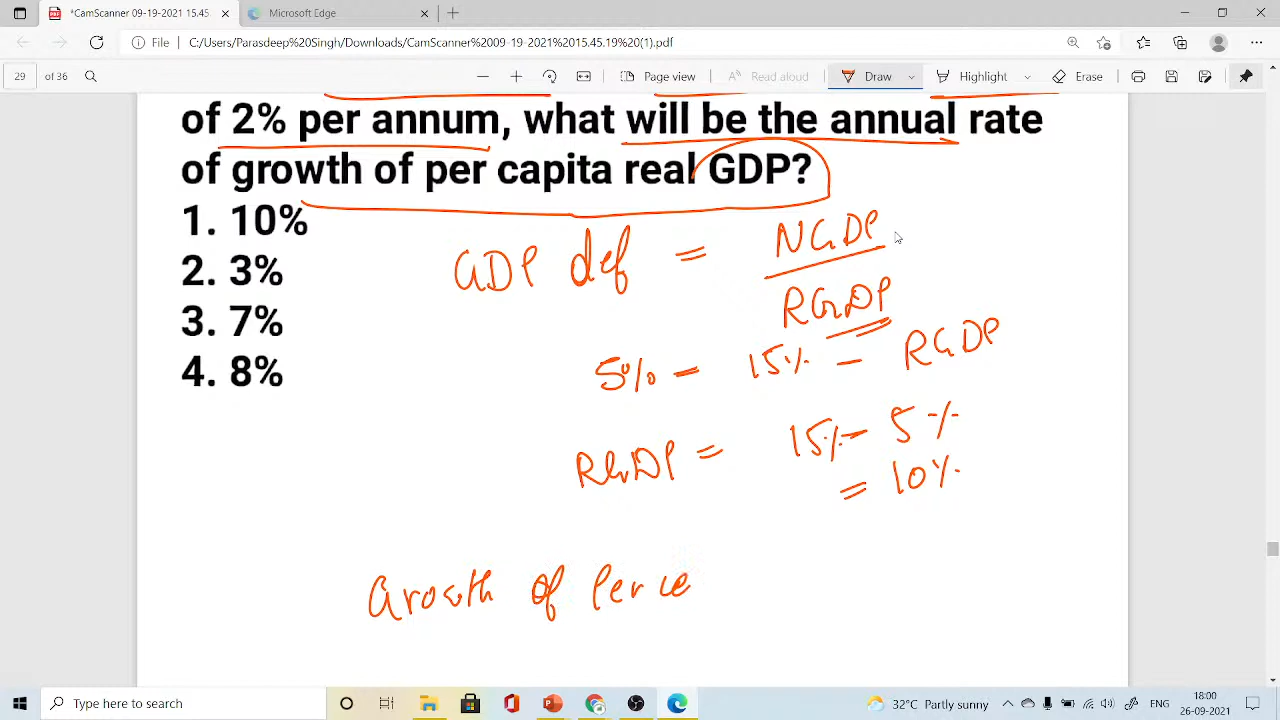 *CamScanner 09-19-2021 15.45
Microsoft Edge
File
C:/Users/Parasdeep Singh/Downloads/CamScanner%2009-19-2021%2015.45.19%20(1).pdf
29 of 36
Page view
Read aloud
Draw
Highlight
Erase
of 2% per annum, what will be the annual rate
of growth of per capita real GDP?
1. 10%
2. 3%
3. 7%
4. 8%
GDP def = NGDP
RGDP
5% - 15% - RGDP
RGDP = 15% - 5%
= 10%
Growth of Per
Type here to search
32°C Partly sunny
ENG
18:00
26-09-2021